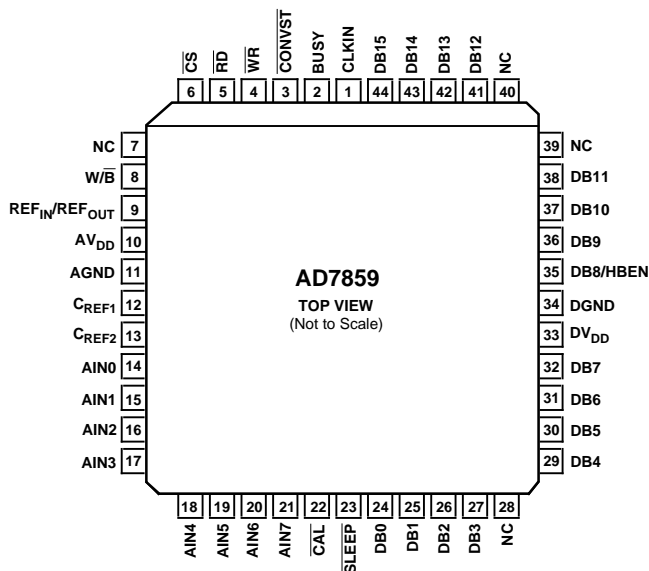 CS
RD
WR
CONVST
BUSY
CLKIN
DB15
DB14
DB13
DB12
NC
6 5 4 3 2 1 44 43 42 41 40
NC 7
W/B 8
REFIN/REFOUT 9
AVDD 10
AGND 11
CREF1 12
CREF2 13
AIN0 14
AIN1 15
AIN2 16
AIN3 17
AD7859
TOP VIEW
(Not to Scale)
39 NC
38 DB11
37 DB10
36 DB9
35 DB8/HBEN
34 DGND
33 DVDD
32 DB7
31 DB6
30 DB5
29 DB4
18 19 20 21 22 23 24 25 26 27 28
AIN4
AIN5
AIN6
AIN7
CAL
SLEEP
DB0
DB1
DB2
DB3
NC